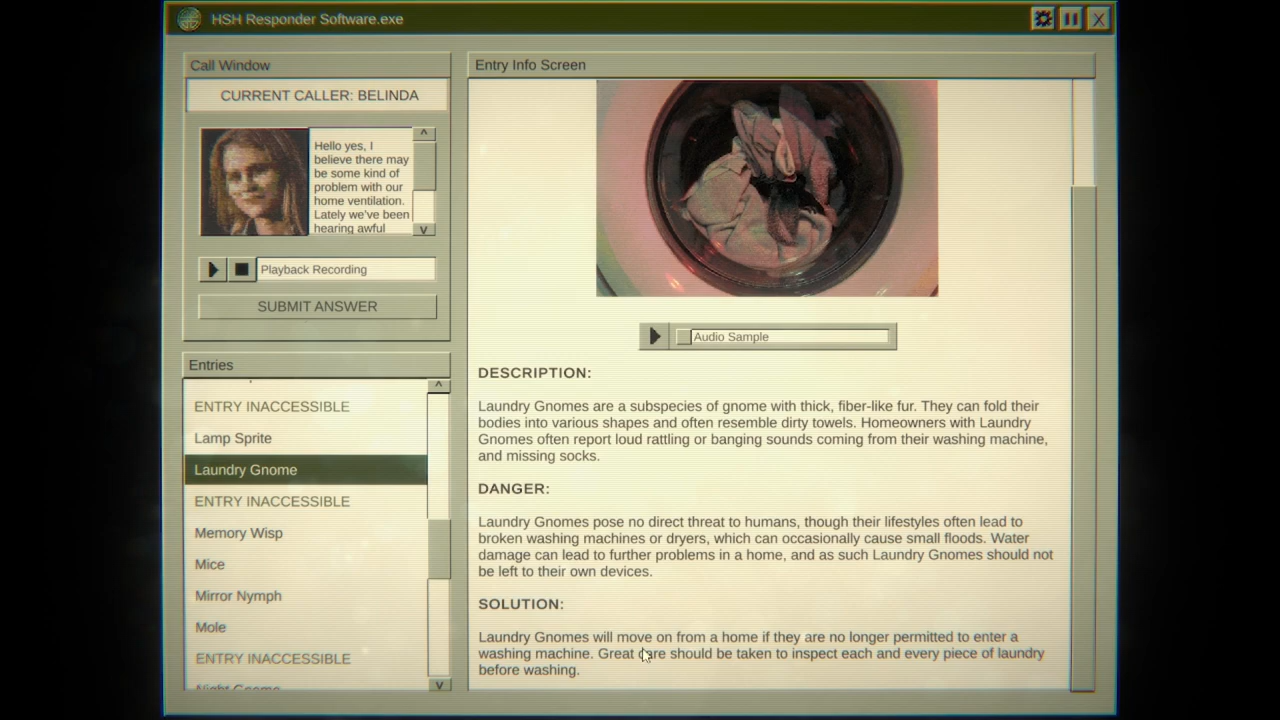 HSH Responder Software.exe
Call Window
CURRENT CALLER: BELINDA
Hello yes, I
believe there may
be some kind of
problem with our
home ventilation.
Lately we've been
hearing awful
Playback Recording
SUBMIT ANSWER
Entries
ENTRY INACCESSIBLE
Lamp Sprite
Laundry Gnome
ENTRY INACCESSIBLE
Memory Wisp
Mice
Mirror Nymph
Mole
ENTRY INACCESSIBLE
Night Gnome
Entry Info Screen
Audio Sample
DESCRIPTION:
Laundry Gnomes are a subspecies of gnome with thick, fiber-like fur. They can fold their
bodies into various shapes and often resemble dirty towels. Homeowners with Laundry
Gnomes often report loud rattling or banging sounds coming from their washing machine,
and missing socks.
DANGER:
Laundry Gnomes pose no direct threat to humans, though their lifestyles often lead to
broken washing machines or dryers, which can occasionally cause small floods. Water
damage can lead to further problems in a home, and as such Laundry Gnomes should not
be left to their own devices.
SOLUTION:
Laundry Gnomes will move on from a home if they are no longer permitted to enter a
washing machine. Great care should be taken to inspect each and every piece of laundry
before washing.